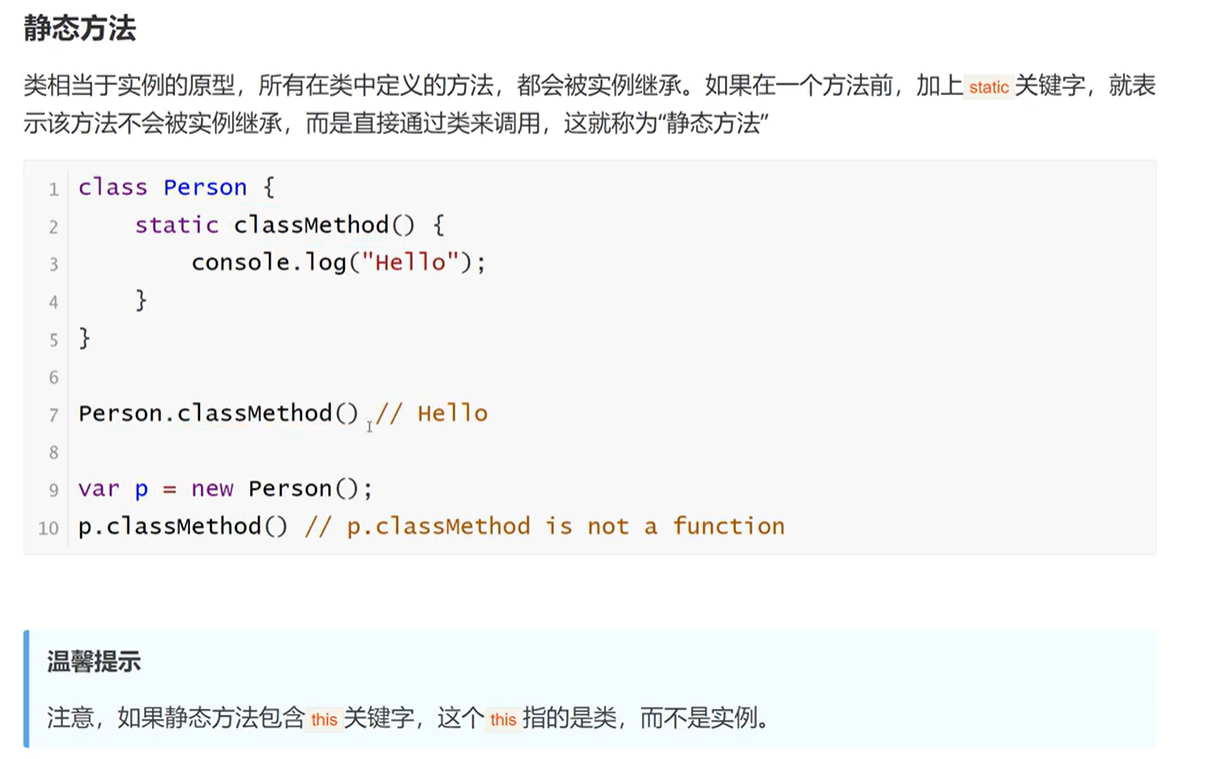 静态方法
类相当于实例的原型，所有在类中定义的方法，都会被实例继承。如果在一个方法前，加上 static 关键字，就表
示该方法不会被实例继承，而是直接通过类来调用，这就称为“静态方法”
1 class Person {
2     static classMethod() {
3         console.log("Hello");
4     }
5 }
6
7 Person.classMethod() // Hello
8
9 var p = new Person();
10 p.classMethod() // p.classMethod is not a function
温馨提示
注意，如果静态方法包含 this 关键字，这个 this 指的是类，而不是实例。